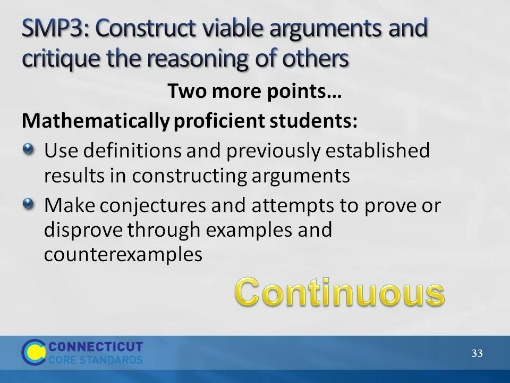 SMP3: Construct viable arguments and
critique the reasoning of others
Two more points…
Mathematically proficient students:
Use definitions and previously established
results in constructing arguments
Make conjectures and attempts to prove or
disprove through examples and
counterexamples
Continuous
CONNECTICUT
CORE STANDARDS
33